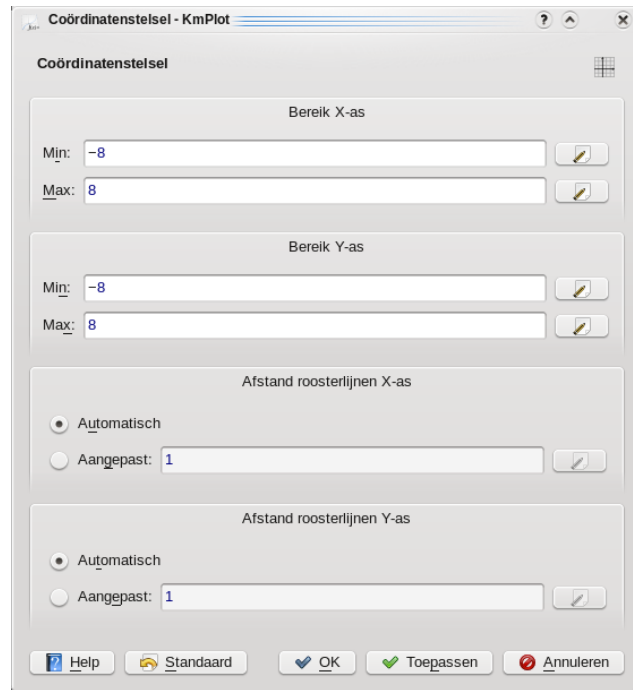 Coördinatenstelsel - KmPlot
Coördinatenstelsel
Bereik X-as
Min: −8
Max: 8
Bereik Y-as
Min: −8
Max: 8
Afstand roosterlijnen X-as
Automatisch
Aangepast: 1
Afstand roosterlijnen Y-as
Automatisch
Aangepast: 1
Help Standaard OK Toepassen Annuleren